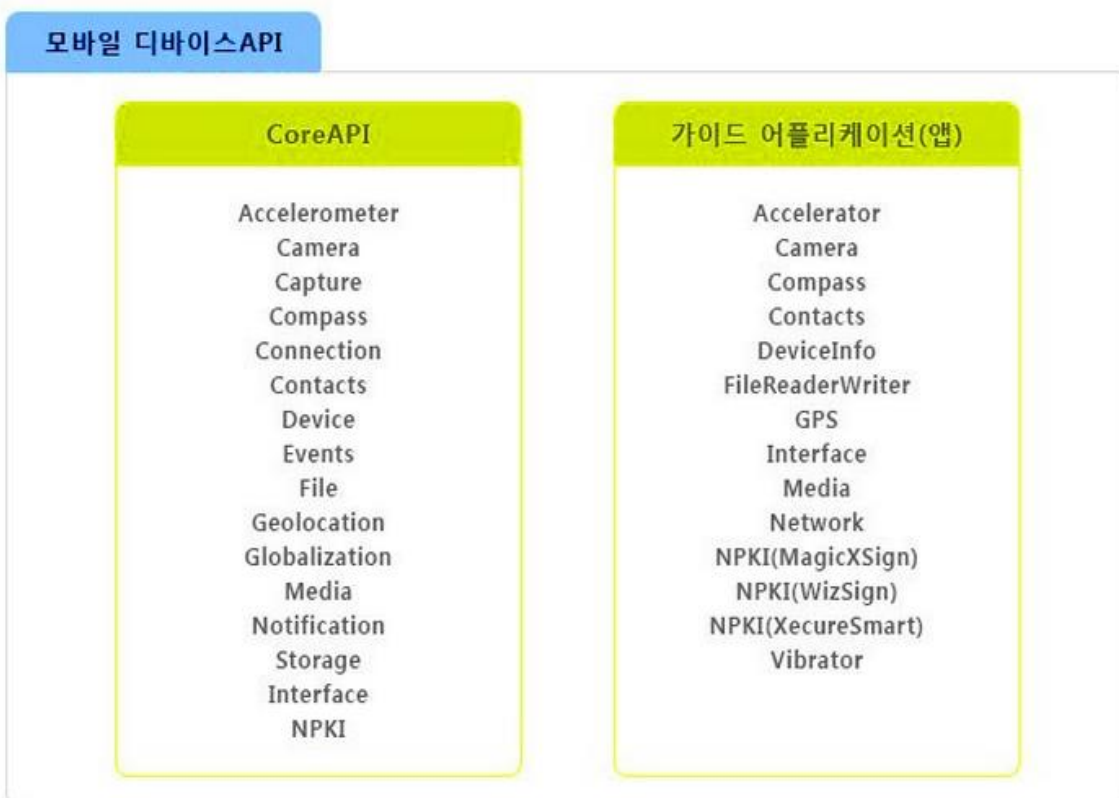 모바일 디바이스API
CoreAPI
Accelerometer
Camera
Capture
Compass
Connection
Contacts
Device
Events
File
Geolocation
Globalization
Media
Notification
Storage
Interface
NPKI
가이드 어플리케이션(앱)
Accelerator
Camera
Compass
Contacts
DeviceInfo
FileReaderWriter
GPS
Interface
Media
Network
NPKI(MagicXSign)
NPKI(WizSign)
NPKI(XecureSmart)
Vibrator